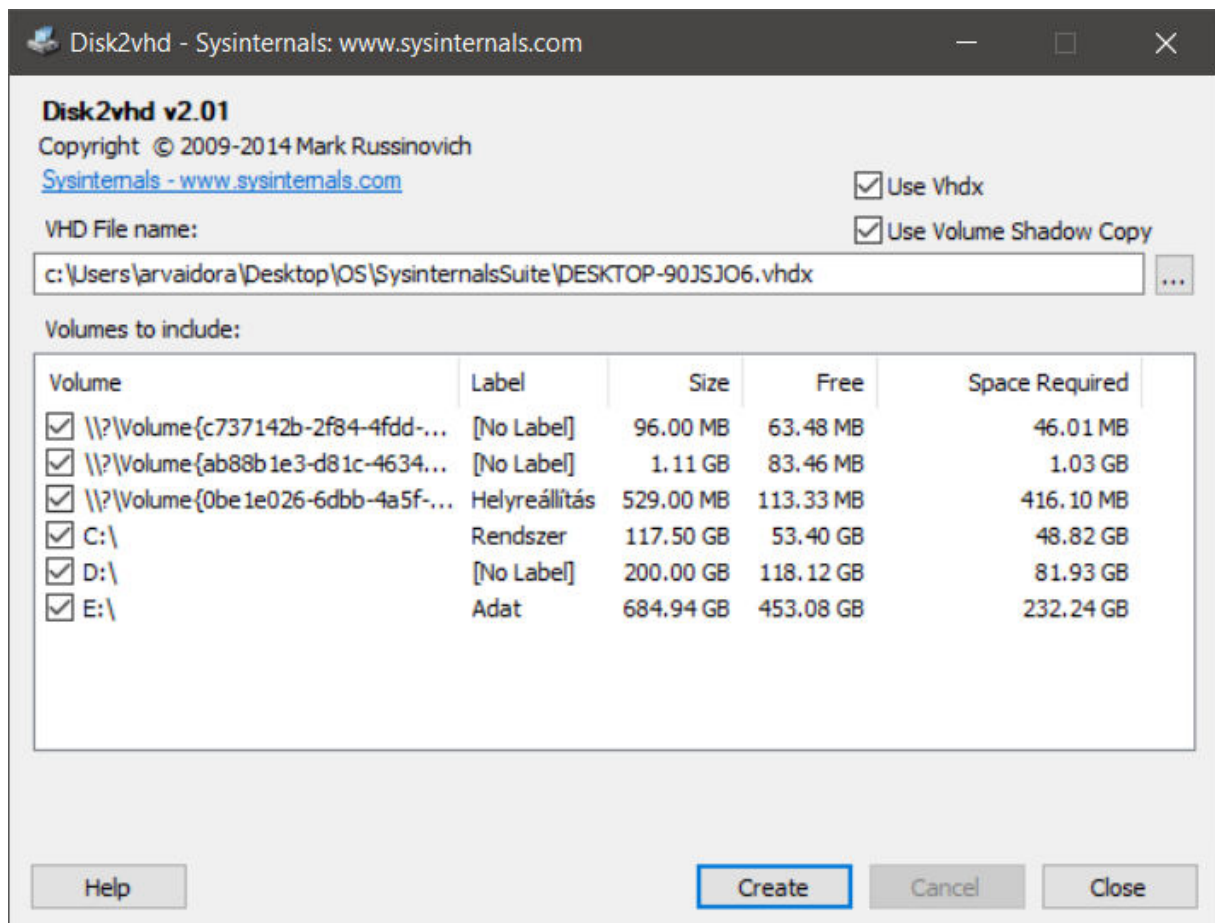 Disk2vhd - Sysinternals: www.sysinternals.com
Disk2vhd v2.01
Copyright © 2009-2014 Mark Russinovich
Sysinternals - www.sysinternals.com
Use Vhdx
VHD File name:
Use Volume Shadow Copy
c:\Users\arvaidora\Desktop\OS\SysinternalsSuite\DESKTOP-90JSJO6.vhdx
...
Volumes to include:
Volume Label Size Free Space Required
\\?\Volume{c737142b-2f84-4fdd-... [No Label] 96.00 MB 63.48 MB 46.01 MB
\\?\Volume{ab88b1e3-d81c-4634... [No Label] 1.11 GB 83.46 MB 1.03 GB
\\?\Volume{0be1e026-6dbb-4a5f-... Helyreállítás 529.00 MB 113.33 MB 416.10 MB
C:\ Rendszer 117.50 GB 53.40 GB 48.82 GB
D:\ [No Label] 200.00 GB 118.12 GB 81.93 GB
E:\ Adat 684.94 GB 453.08 GB 232.24 GB
Help Create Cancel Close